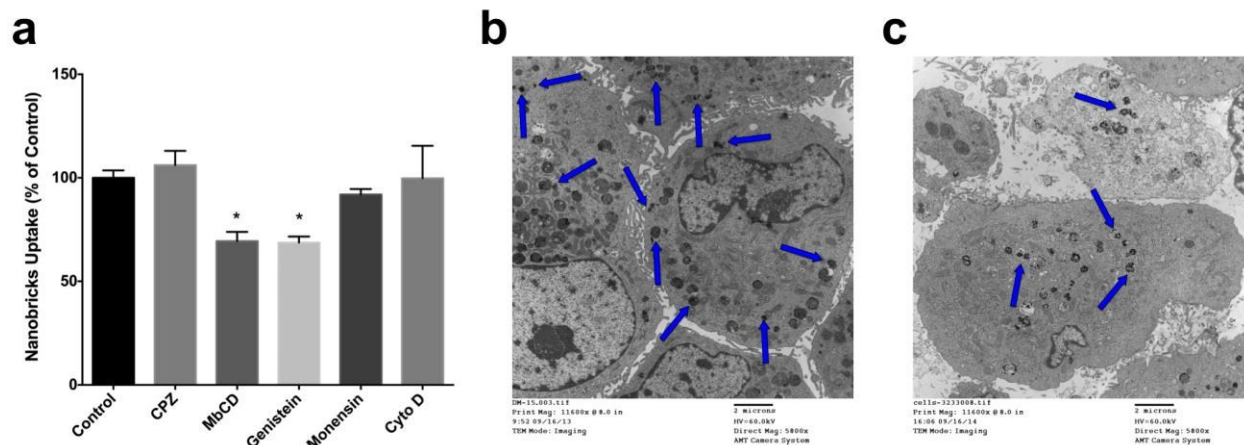 a
b
c
150
100
50
0
Nanobricks Uptake (% of Control)
*
*
Control
CPZ
MbCD
Genistein
Monensin
Cyto D
DM-15.003.tif
Print Mag: 11600x @ 8.0 in
9:52 09/16/13
TEM Mode: Imaging
2 microns
HV=60.0kV
Direct Mag: 5800x
AMT Camera System
cells-3233008.tif
Print Mag: 11600x @ 8.0 in
16:06 09/16/14
TEM Mode: Imaging
2 microns
HV=60.0kV
Direct Mag: 5800x
AMT Camera System